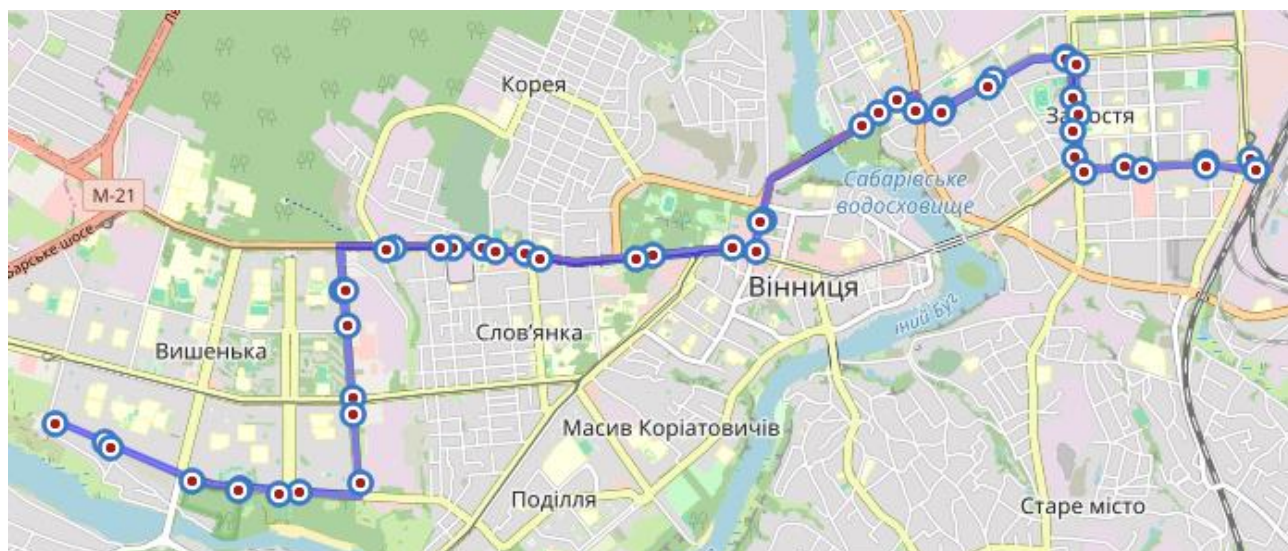 Корея
М-21
Барське шосе
Сабарівське
водосховище
Вінниця
Слов'янка
Вишенька
Масив Коріатовичів
Поділля
Старе місто